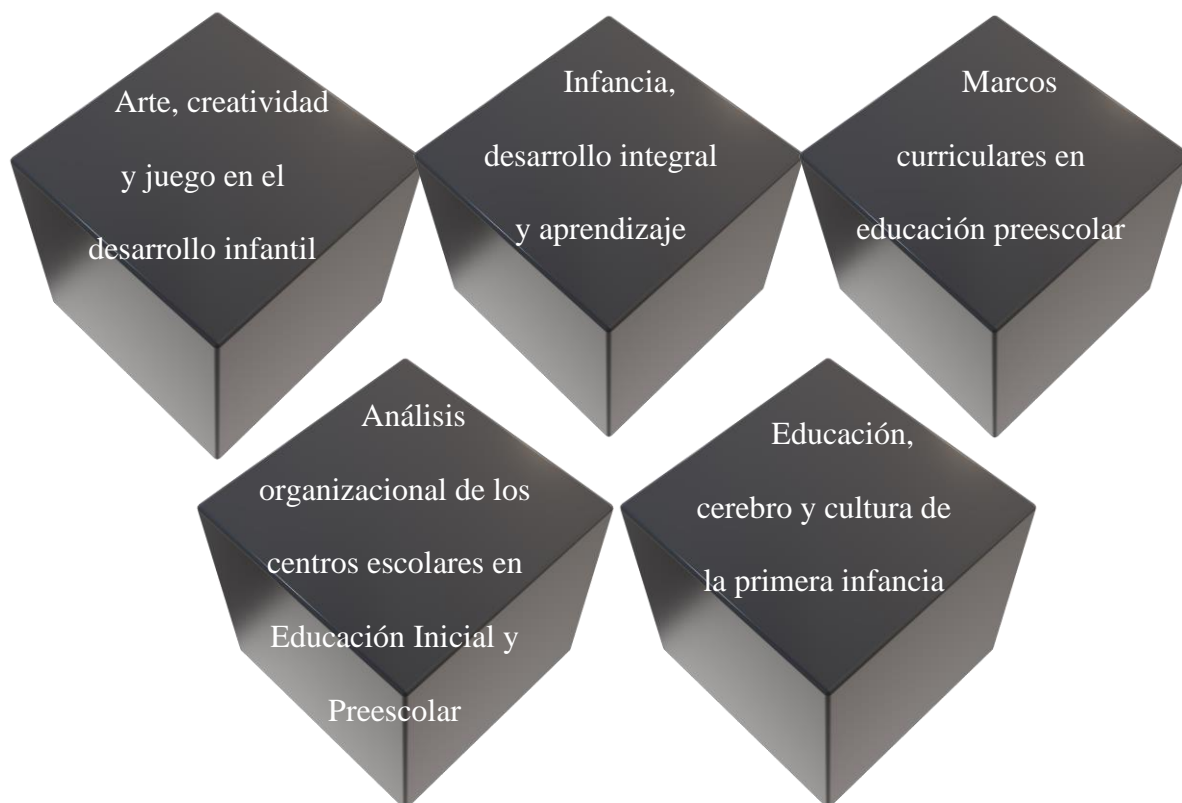 Arte, creatividad
y juego en el
desarrollo infantil
Infancia,
desarrollo integral
y aprendizaje
Marcos
curriculares en
educación preescolar
Análisis
organizacional de los
centros escolares en
Educación Inicial y
Preescolar
Educación,
cerebro y cultura de
la primera infancia